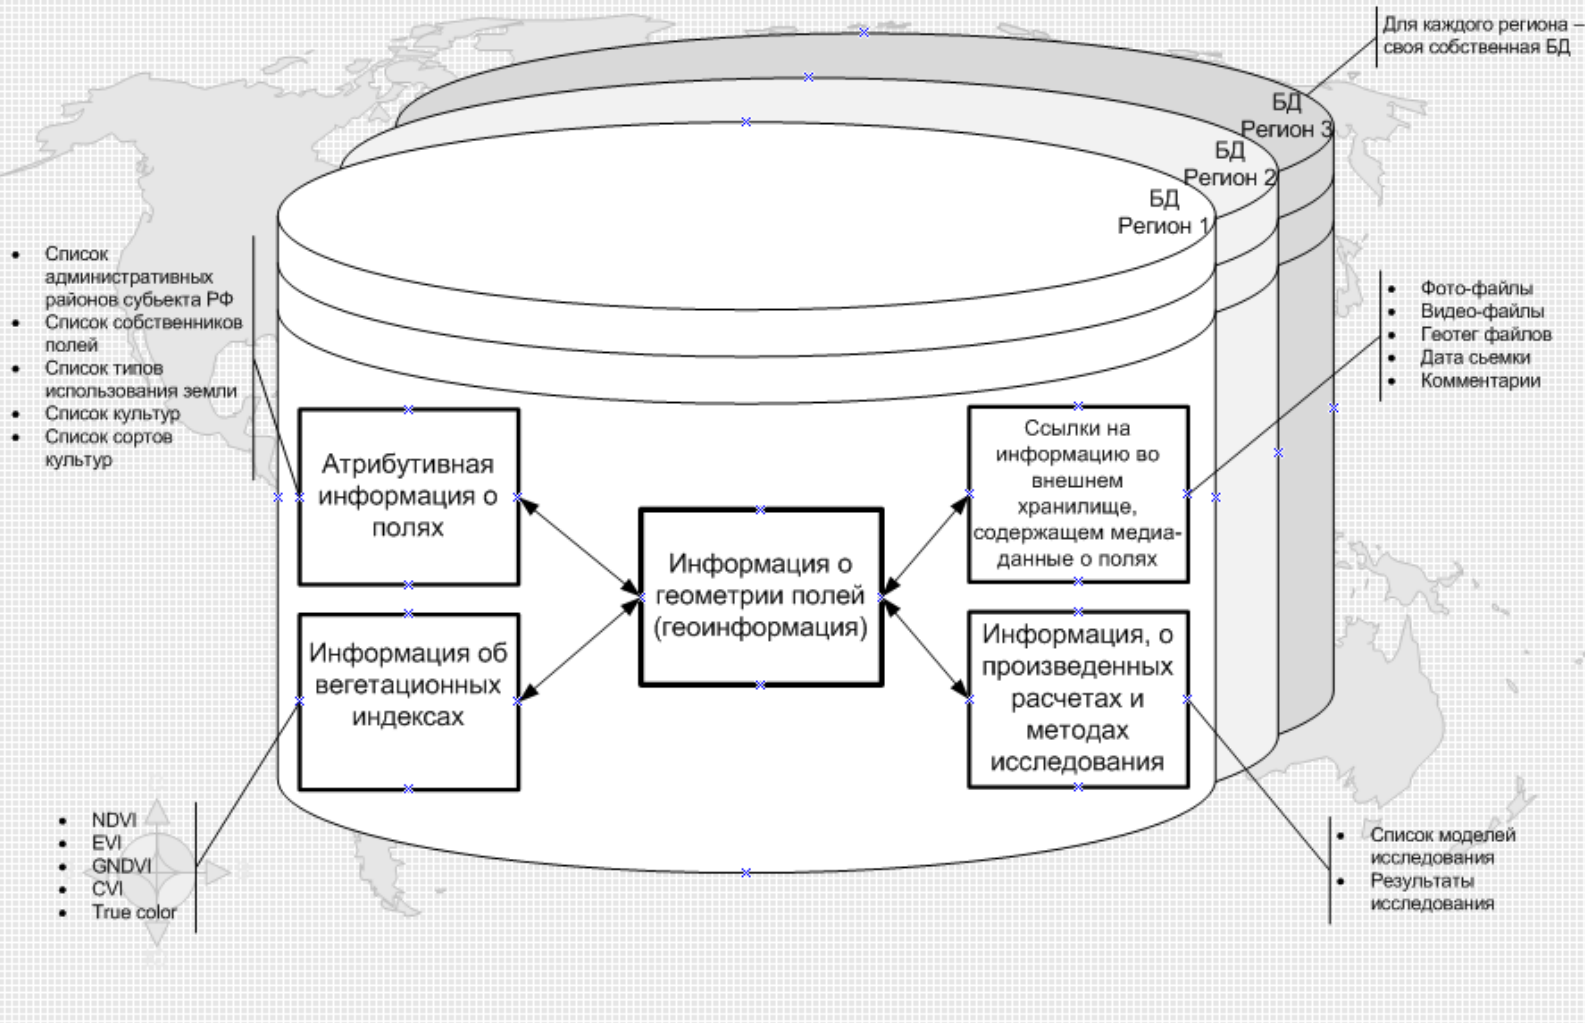 Для каждого региона –
своя собственная БД
БД
Регион 3
БД
Регион 2
БД
Регион 1
• Список
административных
районов субьекта РФ
• Список собственников
полей
• Список типов
использования земли
• Список культур
• Список сортов
культур
• Фото-файлы
• Видео-файлы
• Геотег файлов
• Дата сьемки
• Комментарии
Атрибутивная
информация о
полях
Ссылки на
информацию во
внешнем
хранилище,
содержащем медиа-
данные о полях
Информация о
геометрии полей
(геоинформация)
Информация об
вегетационных
индексах
Информация, о
произведенных
расчетах и
методах
исследования
• NDVI
• EVI
• GNDVI
• CVI
• True color
• Список моделей
исследования
• Результаты
исследования